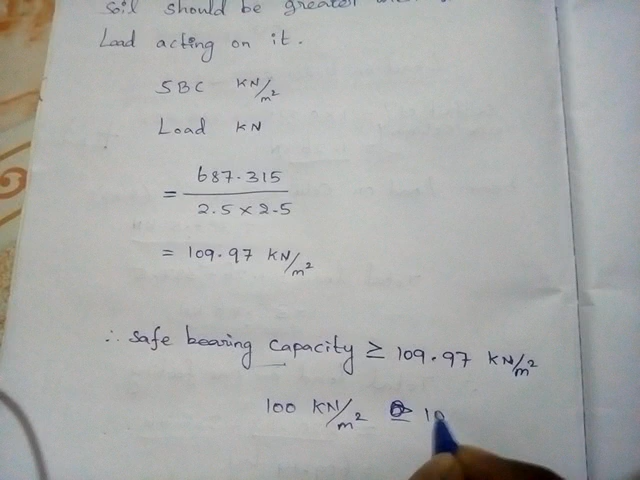 Soil should be greater
Load acting on it.
SBC KN/m²
Load KN
= 687.315 / 2.5 × 2.5
= 109.97 KN/m²
∴ safe bearing capacity ≥ 109.97 KN/m²
100 KN/m² ≥ 10